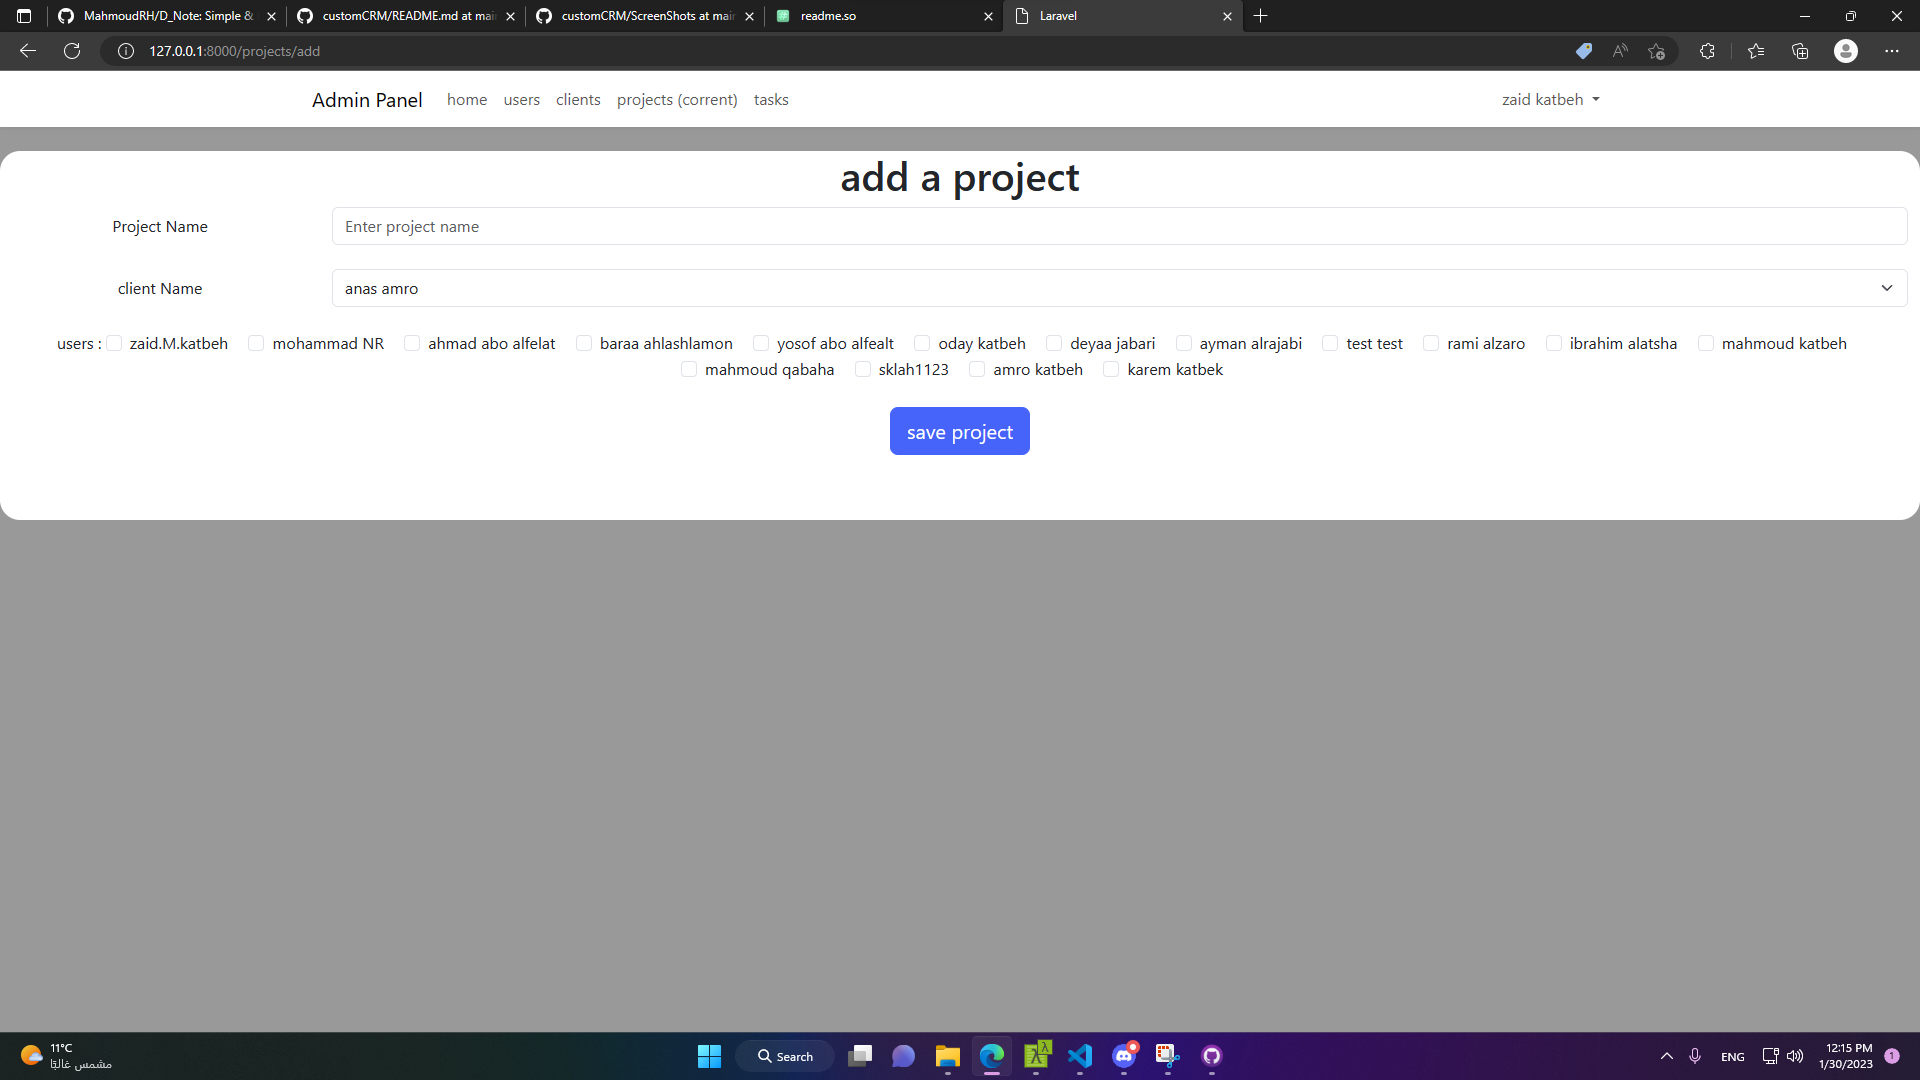 MahmoudRH/D_Note: Simple &
customCRM/README.md at mai
customCRM/ScreenShots at mai
readme.so
Laravel
127.0.0.1:8000/projects/add
Admin Panel home users clients projects (corrent) tasks zaid katbeh
add a project
Project Name Enter project name
client Name anas amro
users : zaid.M.katbeh mohammad NR ahmad abo alfelat baraa ahlashlamon yosof abo alfealt oday katbeh deyaa jabari ayman alrajabi test test rami alzaro ibrahim alatsha mahmoud katbeh
mahmoud qabaha sklah1123 amro katbeh karem katbek
save project
11°C
مشمس غالبًا
Search
ENG
12:15 PM
1/30/2023
1